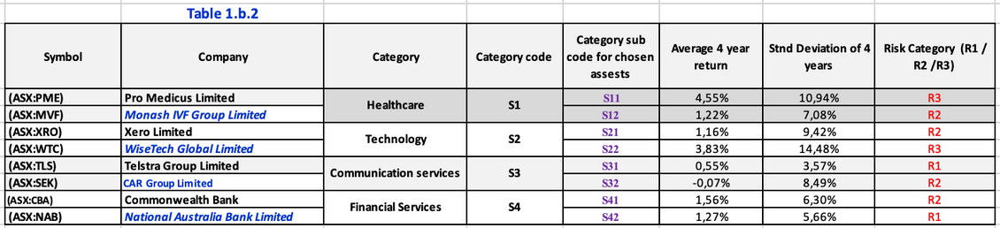 Table 1.b.2
Symbol Company Category Category code Category sub code for chosen assests Average 4 year return Stnd Deviation of 4 years Risk Category (R1 / R2 /R3)
(ASX:PME) Pro Medicus Limited Healthcare S1 S11 4,55% 10,94% R3
(ASX:MVF) Monash IVF Group Limited S12 1,22% 7,08% R2
(ASX:XRO) Xero Limited Technology S2 S21 1,16% 9,42% R2
(ASX:WTC) WiseTech Global Limited S22 3,83% 14,48% R3
(ASX:TLS) Telstra Group Limited Communication services S3 S31 0,55% 3,57% R1
(ASX:SEK) CAR Group Limited S32 -0,07% 8,49% R2
(ASX:CBA) Commonwealth Bank Financial Services S4 S41 1,56% 6,30% R2
(ASX:NAB) National Australia Bank Limited S42 1,27% 5,66% R1